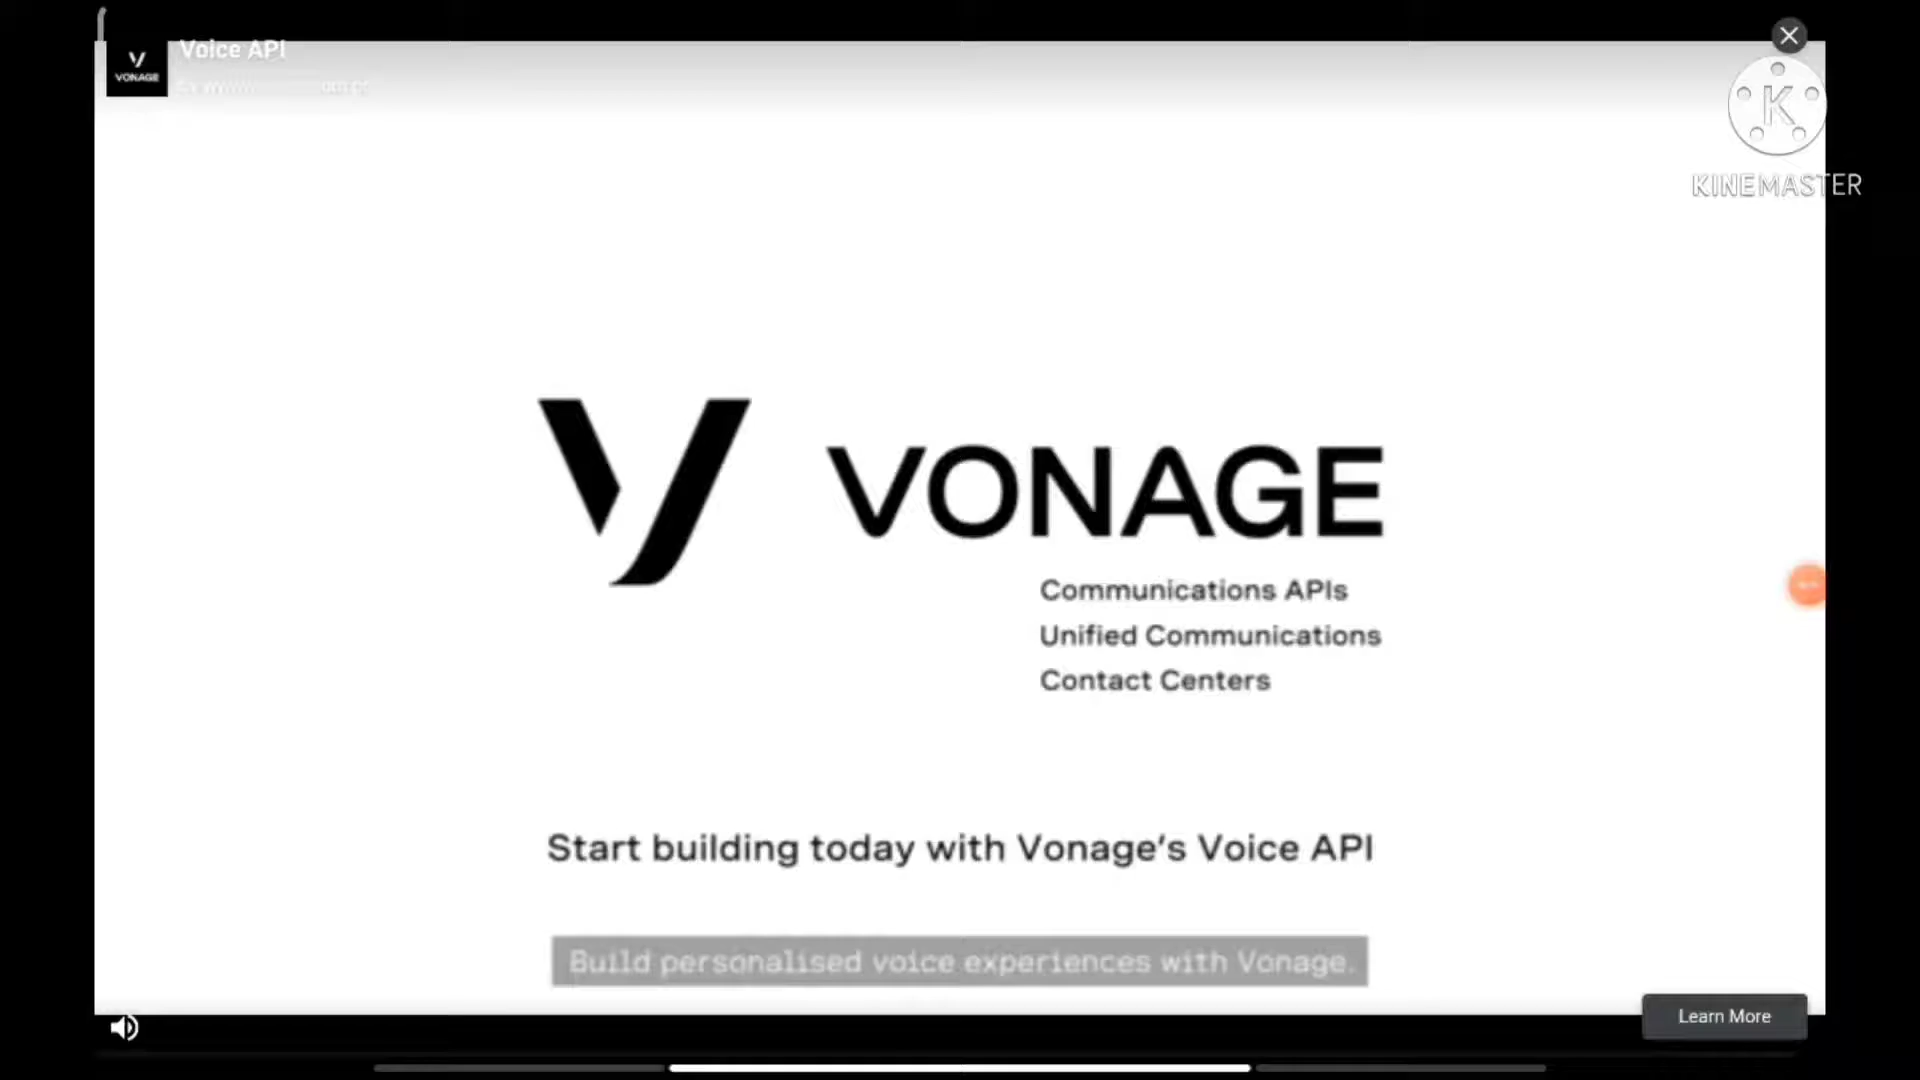 Voice API
VONAGE
KINEMASTER
VONAGE
Communications APIs
Unified Communications
Contact Centers
Start building today with Vonage's Voice API
Build personalised voice experiences with Vonage.
Learn More